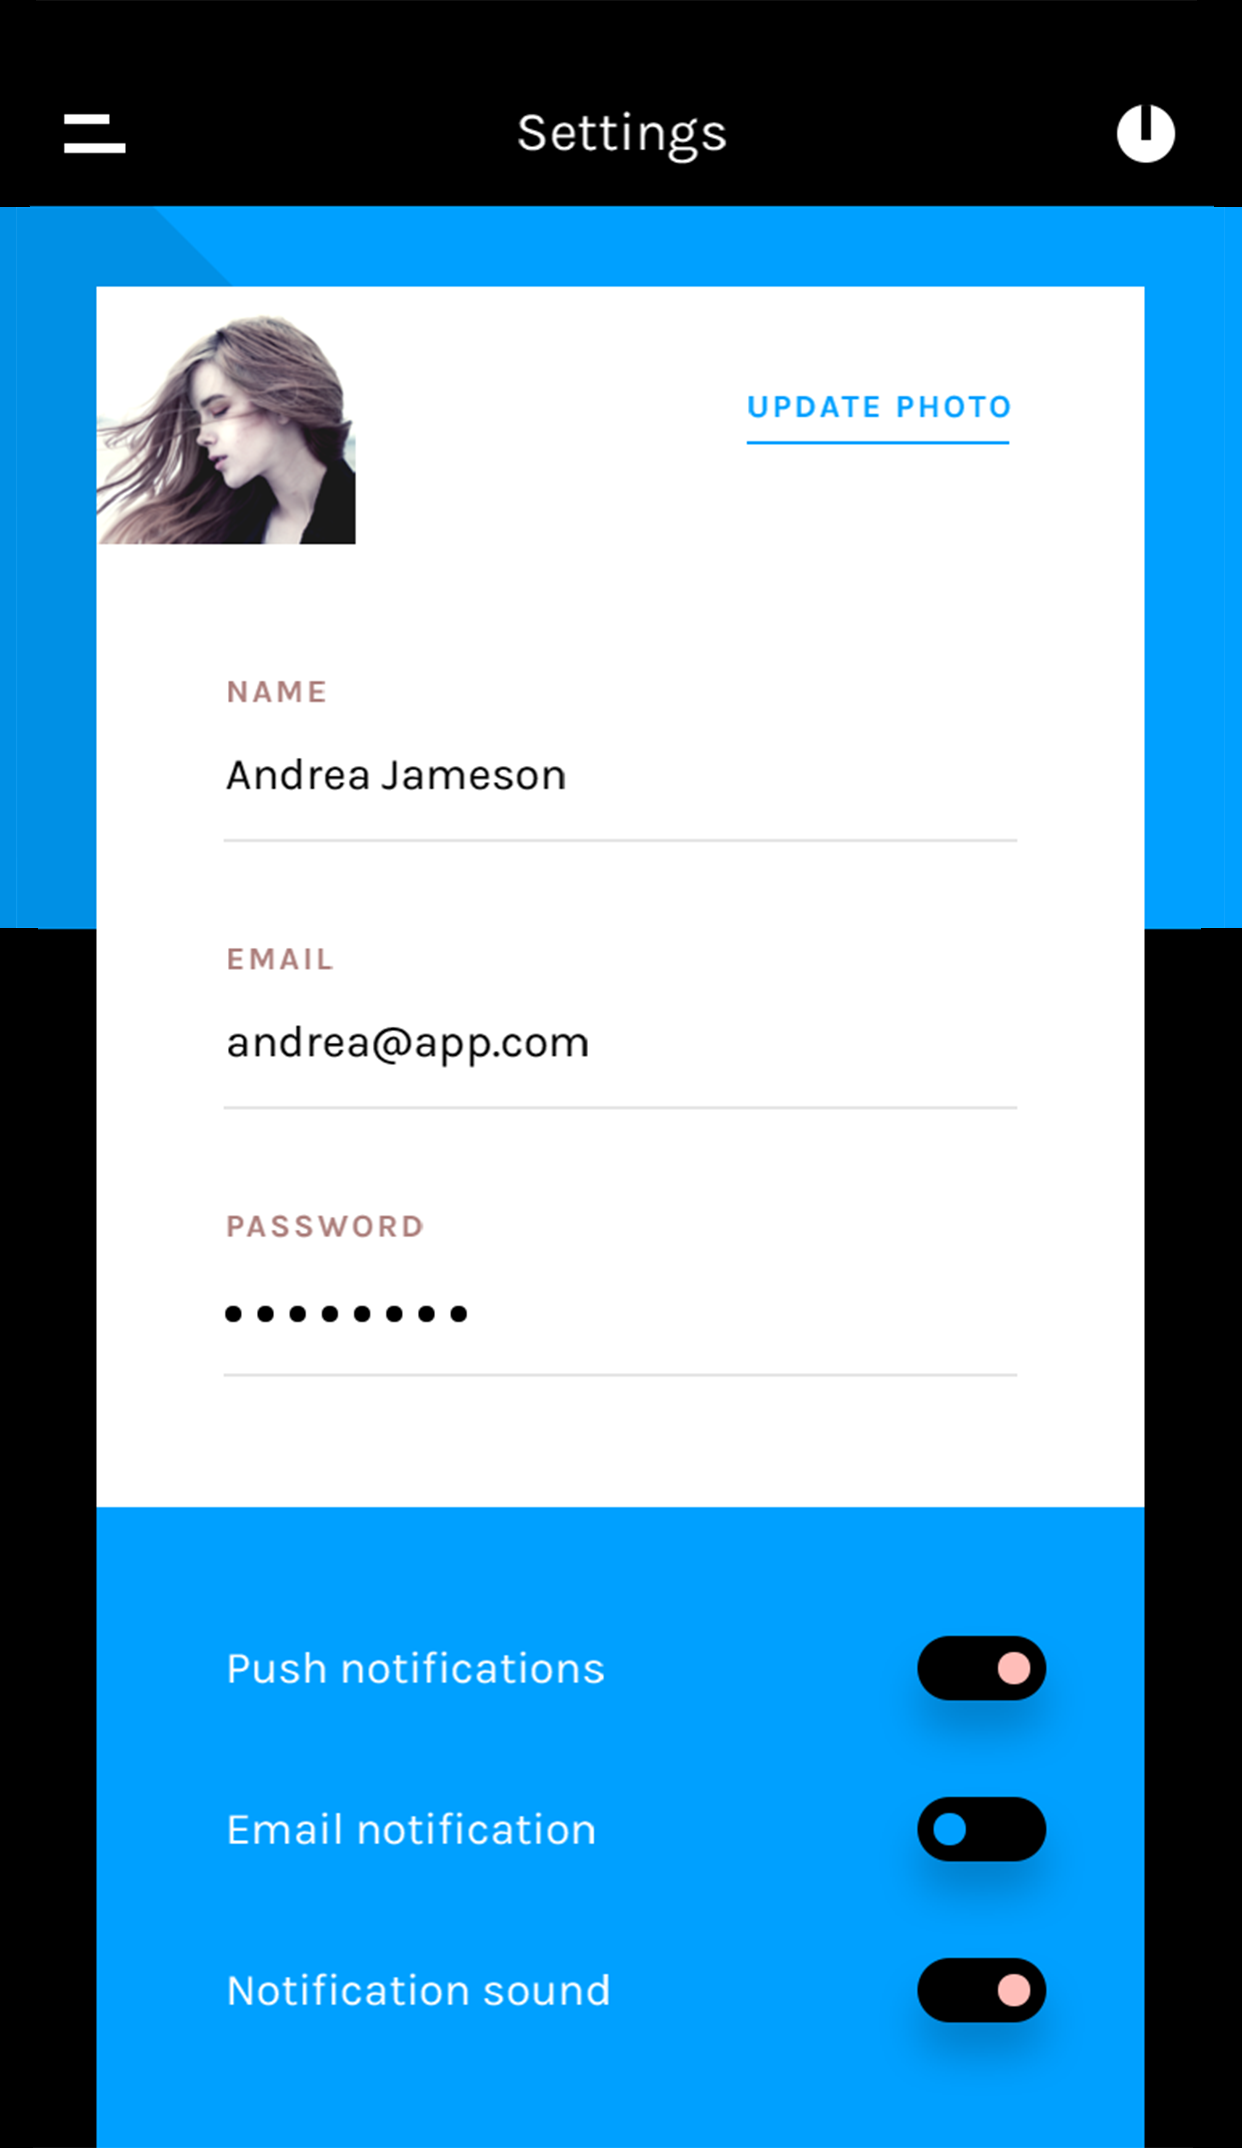 Settings
UPDATE PHOTO
NAME
Andrea Jameson
EMAIL
andrea@app.com
PASSWORD
••••••••
Push notifications
Email notification
Notification sound